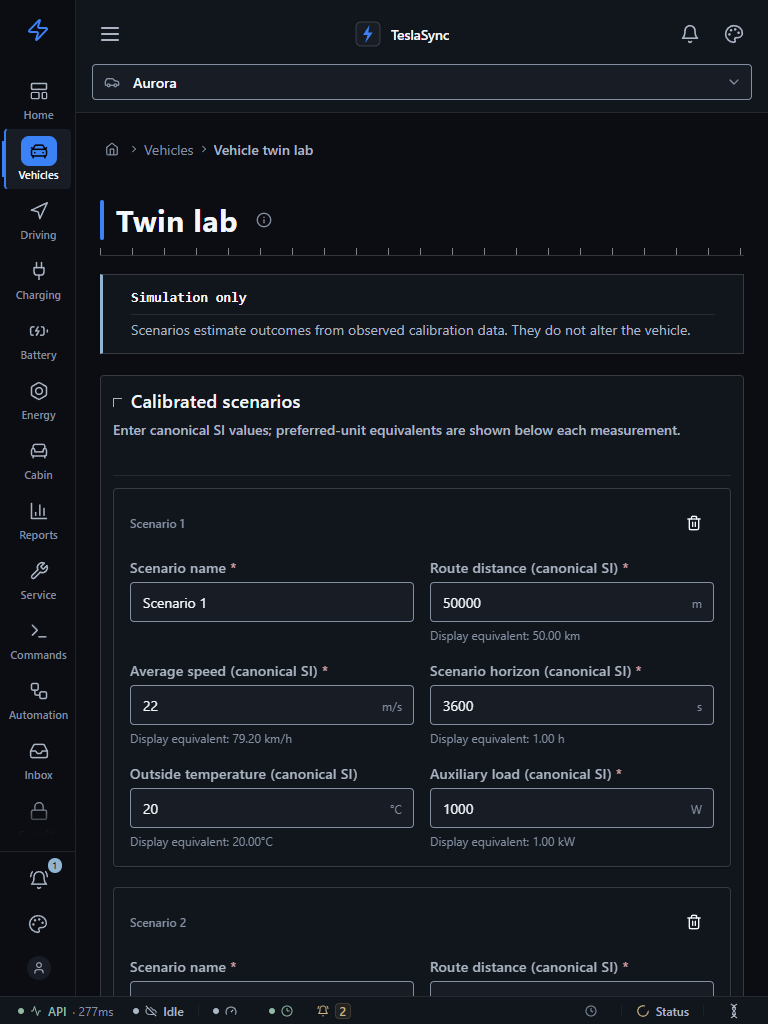 TeslaSync
Aurora
Home
Vehicles
Driving
Charging
Battery
Energy
Cabin
Reports
Service
Commands
Automation
Inbox
1
Vehicles
Vehicle twin lab
Twin lab
Simulation only
Scenarios estimate outcomes from observed calibration data. They do not alter the vehicle.
Calibrated scenarios
Enter canonical SI values; preferred-unit equivalents are shown below each measurement.
Scenario 1
Scenario name *
Scenario 1
Route distance (canonical SI) *
50000 m
Display equivalent: 50.00 km
Average speed (canonical SI) *
22 m/s
Display equivalent: 79.20 km/h
Scenario horizon (canonical SI) *
3600 s
Display equivalent: 1.00 h
Outside temperature (canonical SI)
20 °C
Display equivalent: 20.00°C
Auxiliary load (canonical SI) *
1000 W
Display equivalent: 1.00 kW
Scenario 2
Scenario name *
Route distance (canonical SI) *
API · 277ms
Idle
2
Status